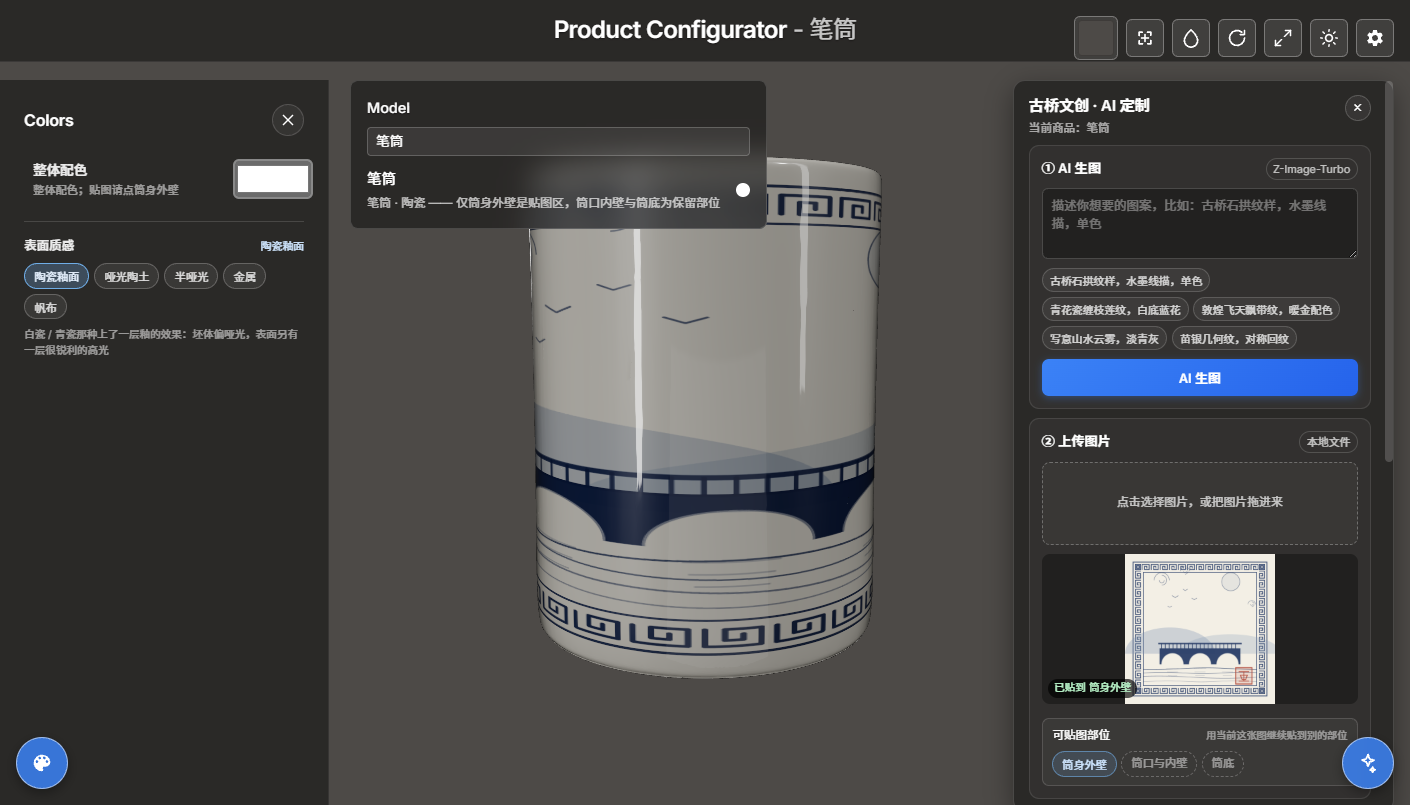 Product Configurator - 笔筒
Colors
整体配色
整体配色；贴图请点筒身外壁
表面质感
陶瓷釉面
陶瓷釉面
哑光陶土
半哑光
金属
帆布
白瓷 / 青瓷那种上了一层釉的效果：坯体偏哑光，表面另有
一层很锐利的高光
Model
笔筒
笔筒
笔筒 · 陶瓷 —— 仅筒身外壁是贴图区，筒口内壁与筒底为保留部位
古桥文创 · AI 定制
当前商品：笔筒
① AI 生图
Z-Image-Turbo
描述你想要的图案，比如：古桥石拱纹样，水墨线
描，单色
古桥石拱纹样，水墨线描，单色
青花瓷缠枝莲纹，白底蓝花
敦煌飞天飘带纹，暖金配色
写意山水云雾，淡青灰
苗银几何纹，对称回纹
AI 生图
② 上传图片
本地文件
点击选择图片，或把图片拖进来
已贴到 筒身外壁
可贴图部位
用当前这张图继续贴到别的部位
筒身外壁
筒口与内壁
筒底